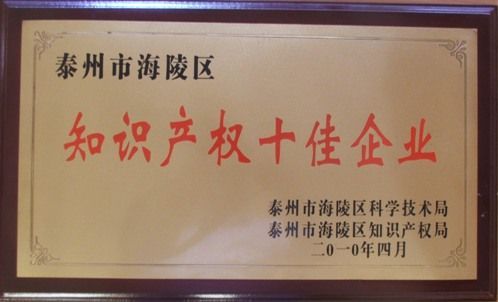 泰州市海陵区
知识产权十佳企业
泰州市海陵区科学技术局
泰州市海陵区知识产权局
二0一0年四月